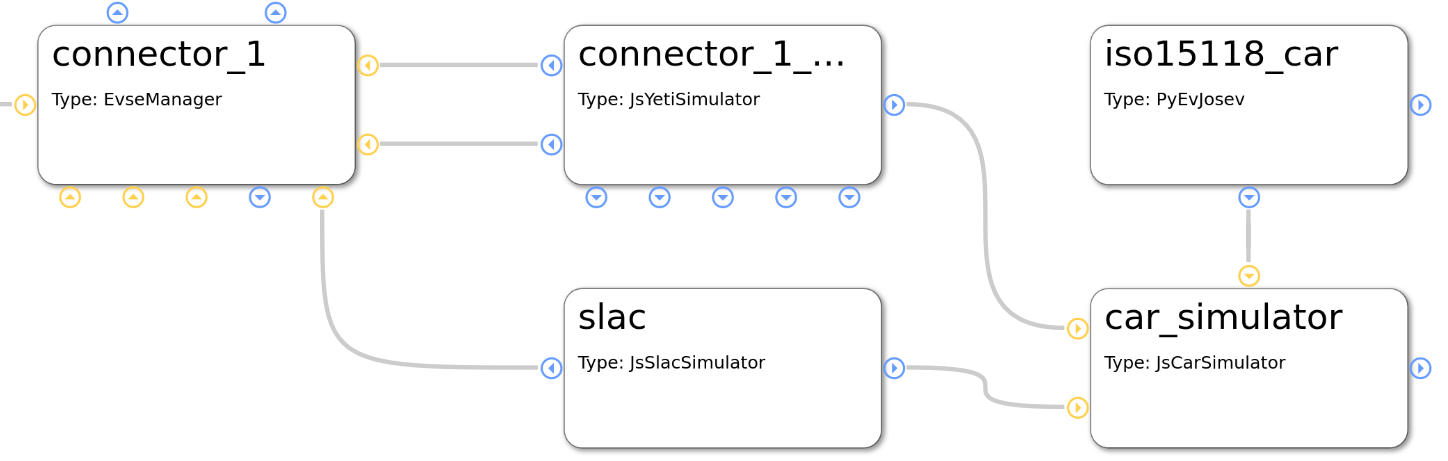 connector_1
Type: EvseManager
connector_1_...
Type: JsYetiSimulator
iso15118_car
Type: PyEvJosev
slac
Type: JsSlacSimulator
car_simulator
Type: JsCarSimulator